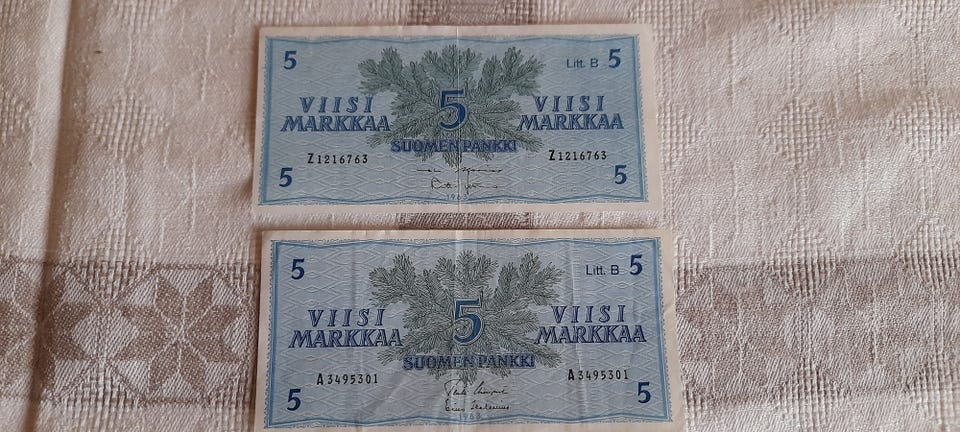 5 Litt. B 5
VIISI MARKKAA 5 VIISI MARKKAA
SUOMEN PANKKI
Z1216763 Z1216763
5 5
5 Litt. B 5
VIISI MARKKAA 5 VIISI MARKKAA
SUOMEN PANKKI
A3495301 A3495301
5 5
1963